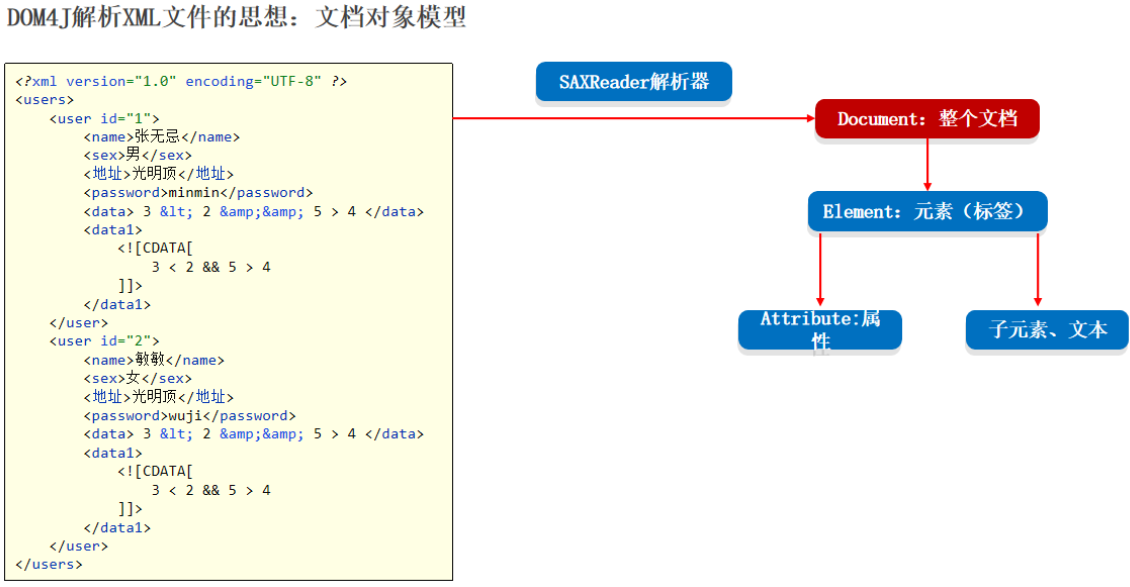 DOM4J解析XML文件的思想：文档对象模型
<?xml version="1.0" encoding="UTF-8" ?>
<users>
    <user id="1">
        <name>张无忌</name>
        <sex>男</sex>
        <地址>光明顶</地址>
        <password>minmin</password>
        <data> 3 &lt; 2 &amp;&amp; 5 > 4 </data>
        <data1>
            <![CDATA[
                3 < 2 && 5 > 4
            ]]>
        </data1>
    </user>
    <user id="2">
        <name>敏敏</name>
        <sex>女</sex>
        <地址>光明顶</地址>
        <password>wuji</password>
        <data> 3 &lt; 2 &amp;&amp; 5 > 4 </data>
        <data1>
            <![CDATA[
                3 < 2 && 5 > 4
            ]]>
        </data1>
    </user>
</users>
SAXReader解析器
Document：整个文档
Element：元素（标签）
Attribute:属
性
子元素、文本